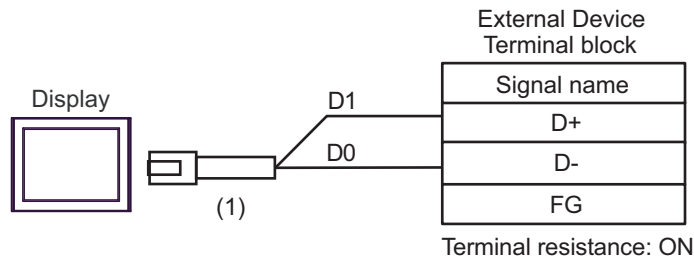 External Device
Terminal block
Signal name
Display
D1
D+
D0
D-
(1)
FG
Terminal resistance: ON